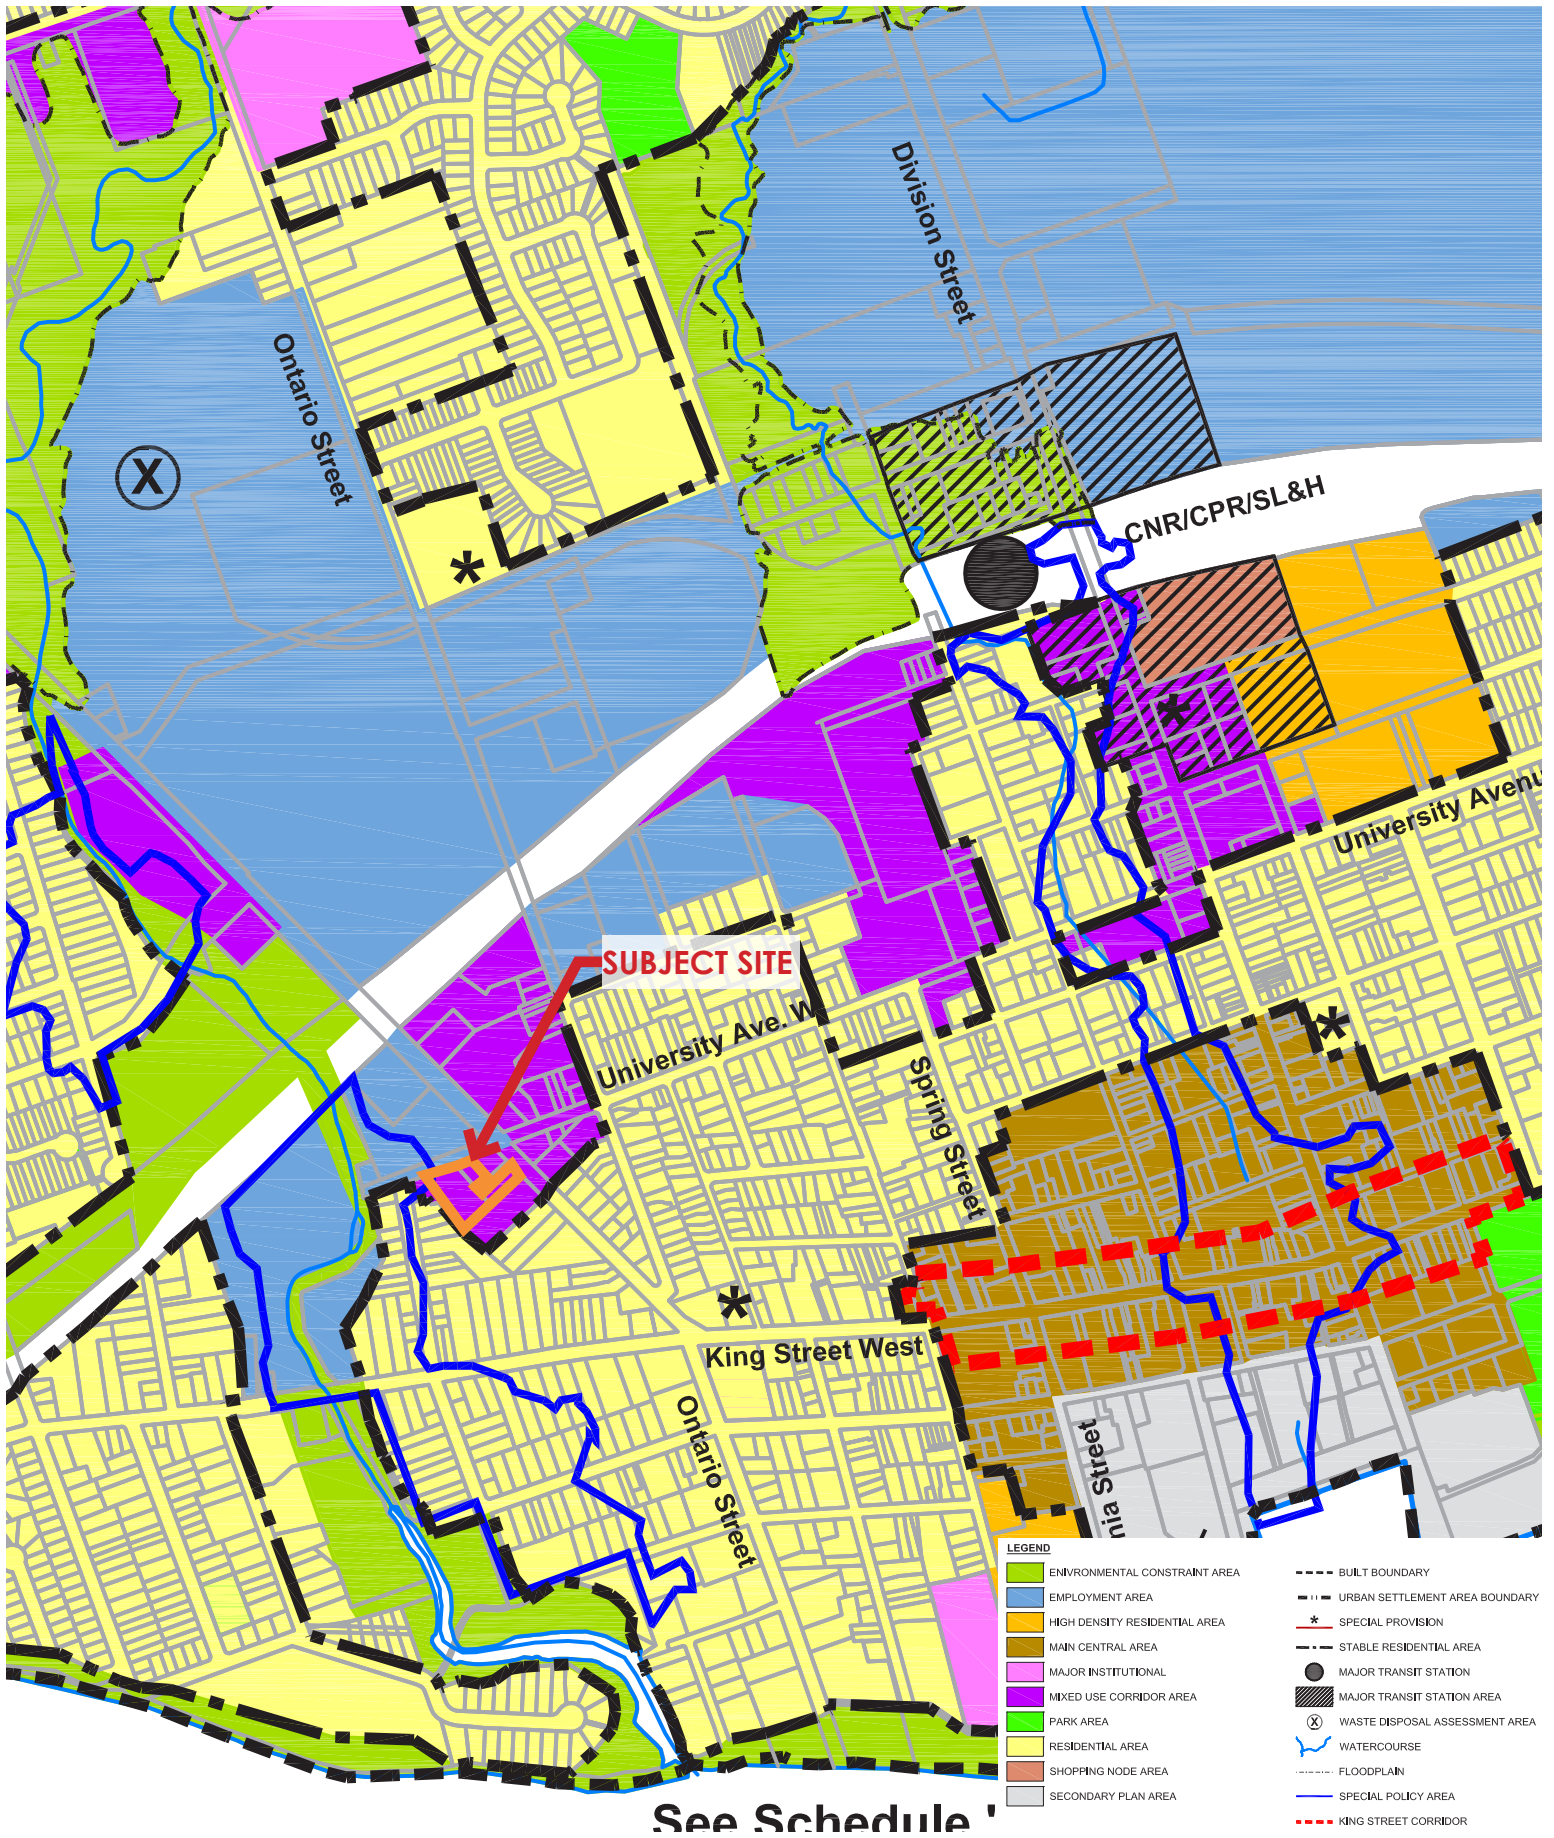 Division Street
Ontario Street
X
CNR/CPR/SL&H
*
*
University Avenu
SUBJECT SITE
University Ave. W
*
Spring Street
*
King Street West
Ontario Street
nia Street
LEGEND
ENIVRONMENTAL CONSTRAINT AREA
EMPLOYMENT AREA
HIGH DENSITY RESIDENTIAL AREA
MAIN CENTRAL AREA
MAJOR INSTITUTIONAL
MIXED USE CORRIDOR AREA
PARK AREA
RESIDENTIAL AREA
SHOPPING NODE AREA
SECONDARY PLAN AREA
BUILT BOUNDARY
URBAN SETTLEMENT AREA BOUNDARY
* SPECIAL PROVISION
STABLE RESIDENTIAL AREA
MAJOR TRANSIT STATION
MAJOR TRANSIT STATION AREA
X WASTE DISPOSAL ASSESSMENT AREA
WATERCOURSE
FLOODPLAIN
SPECIAL POLICY AREA
KING STREET CORRIDOR
See Schedule '